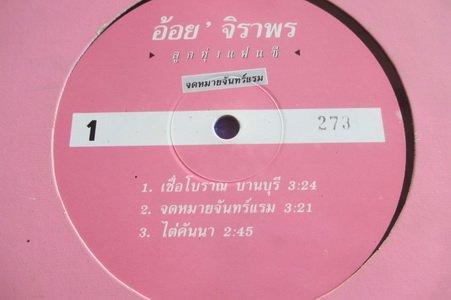 อ้อย ' จิราพร
ลูกทุ่งแฟนซี
จดหมายจันทร์แรม
1 273
1. เชื่อโบราณ บานบุรี 3:24
2. จดหมายจันทร์แรม 3:21
3. ไต่คันนา 2:45